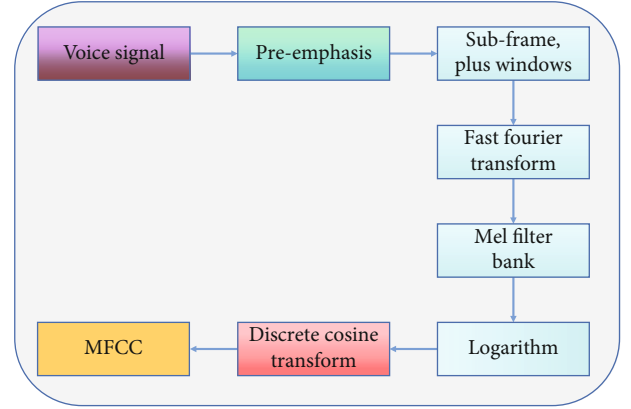 Voice signal
Pre-emphasis
Sub-frame,
plus windows
Fast fourier
transform
Mel filter
bank
Logarithm
Discrete cosine
transform
MFCC